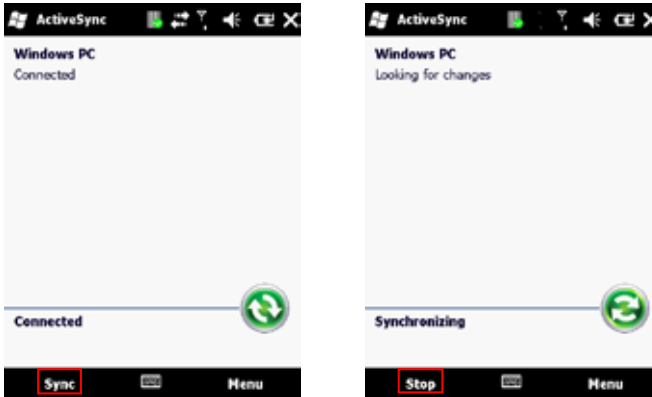 ActiveSync
Windows PC
Connected
Connected
Sync
Menu
ActiveSync
Windows PC
Looking for changes
Synchronizing
Stop
Menu